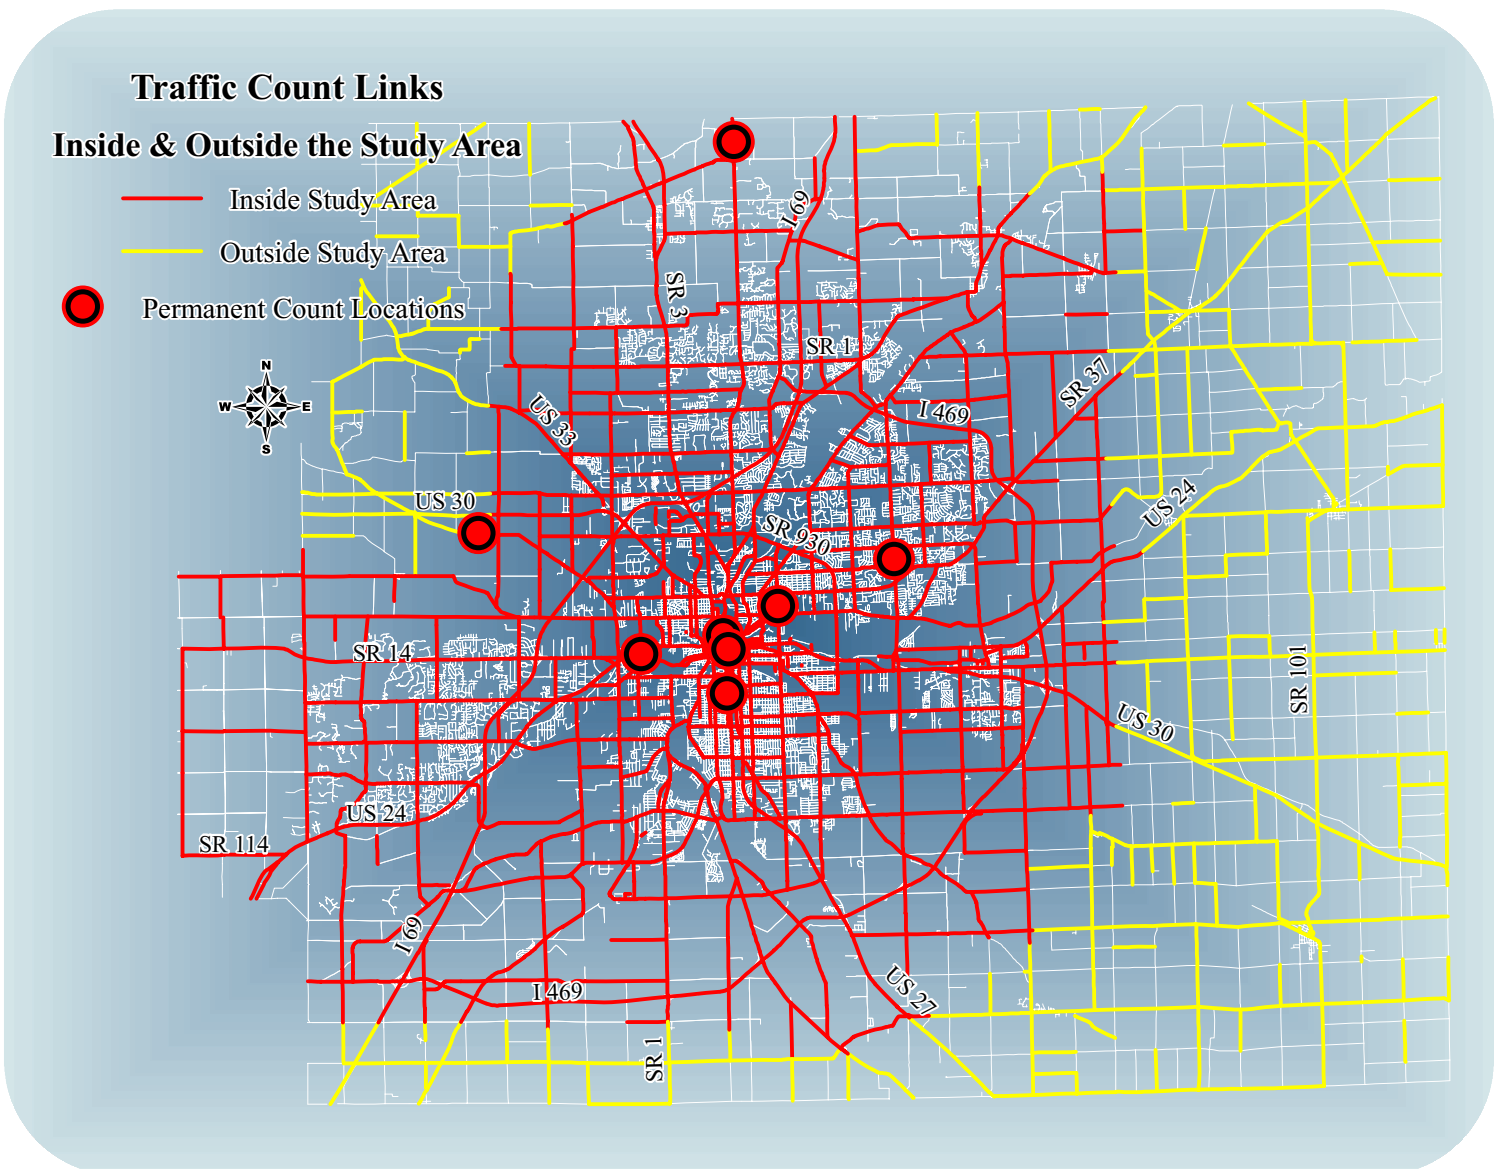 Traffic Count Links
Inside & Outside the Study Area
Inside Study Area
Outside Study Area
Permanent Count Locations
N
W E
S
I 69
SR 3
SR 1
US 33
I 469
SR 37
US 30
SR 930
US 24
SR 14
SR 101
US 30
US 24
SR 114
I 69
I 469
US 27
SR 1